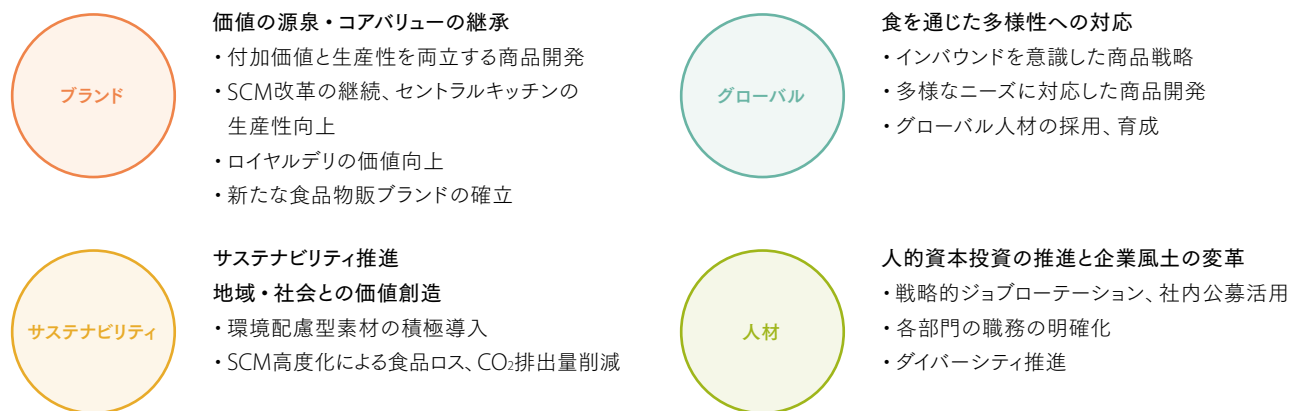 ブランド
価値の源泉・コアバリューの継承
・付加価値と生産性を両立する商品開発
・SCM改革の継続、セントラルキッチンの
生産性向上
・ロイヤルデリの価値向上
・新たな食品物販ブランドの確立
グローバル
食を通じた多様性への対応
・インバウンドを意識した商品戦略
・多様なニーズに対応した商品開発
・グローバル人材の採用、育成
サステナビリティ
サステナビリティ推進
地域・社会との価値創造
・環境配慮型素材の積極導入
・SCM高度化による食品ロス、CO₂排出量削減
人材
人的資本投資の推進と企業風土の変革
・戦略的ジョブローテーション、社内公募活用
・各部門の職務の明確化
・ダイバーシティ推進